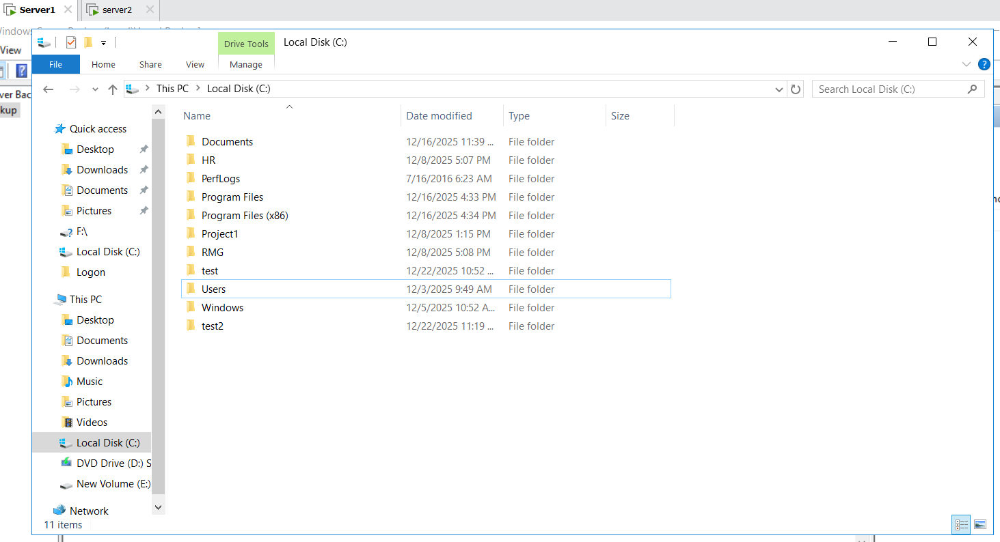 Server1 server2
Local Disk (C:)
Drive Tools
View
File Home Share View Manage
This PC Local Disk (C:) Search Local Disk (C:)
ver Bac
kup
Name Date modified Type Size
Quick access
Desktop
Downloads
Documents
Pictures
F:\
Local Disk (C:)
Logon
This PC
Desktop
Documents
Downloads
Music
Pictures
Videos
Local Disk (C:)
DVD Drive (D:) S
New Volume (E:)
Network
Documents 12/16/2025 11:39 ... File folder
HR 12/8/2025 5:07 PM File folder
PerfLogs 7/16/2016 6:23 AM File folder
Program Files 12/16/2025 4:33 PM File folder
Program Files (x86) 12/16/2025 4:34 PM File folder
Project1 12/8/2025 1:15 PM File folder
RMG 12/8/2025 5:08 PM File folder
test 12/22/2025 10:52 ... File folder
Users 12/3/2025 9:49 AM File folder
Windows 12/5/2025 10:52 A... File folder
test2 12/22/2025 11:19 ... File folder
11 items